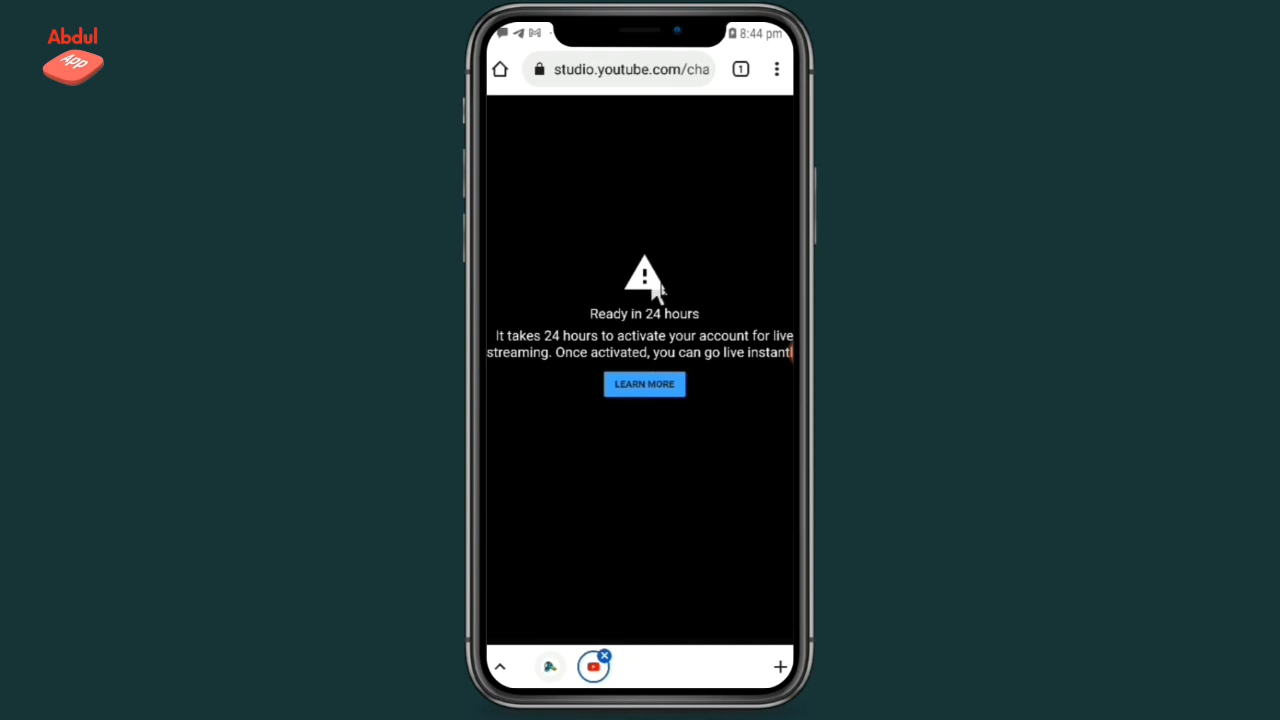 Abdul
App
8:44 pm
studio.youtube.com/cha
1
Ready in 24 hours
It takes 24 hours to activate your account for live
streaming. Once activated, you can go live instantl
LEARN MORE